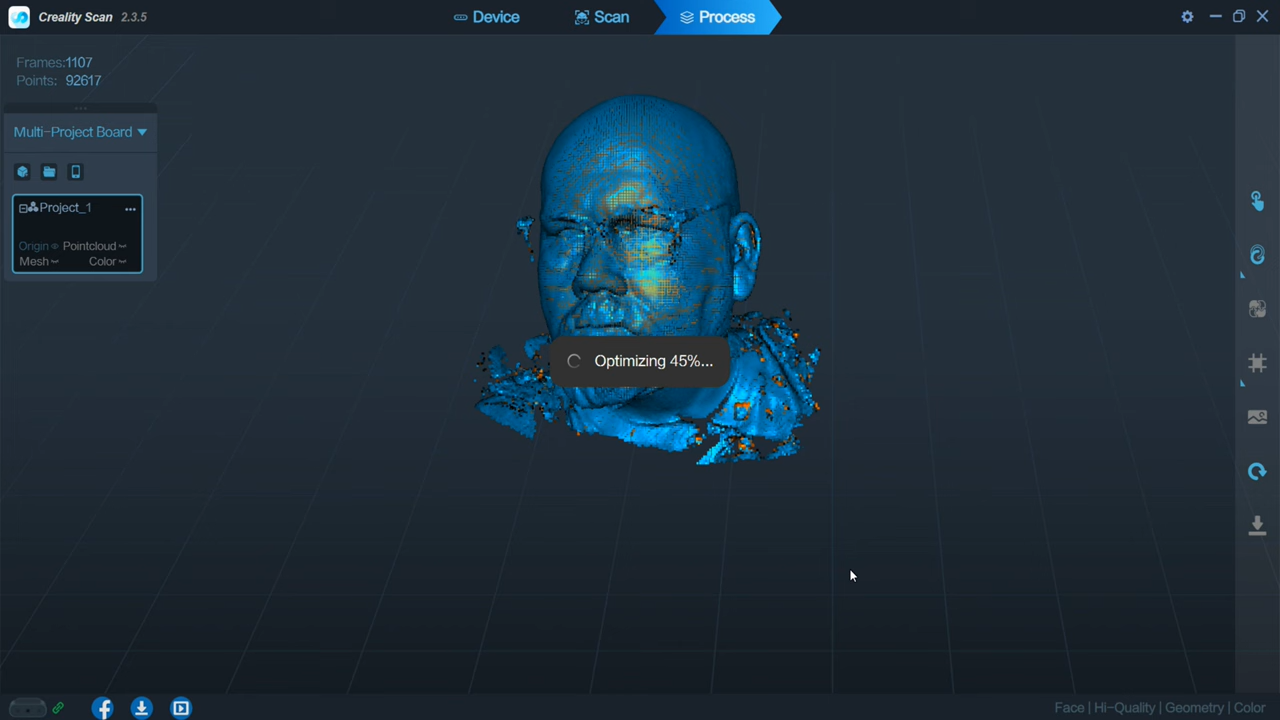 Creality Scan 2.3.5
Device
Scan
Process
Frames:1107
Points: 92617
Multi-Project Board
Project_1
...
Origin Pointcloud
Mesh Color
Optimizing 45%...
Face | Hi-Quality | Geometry | Color